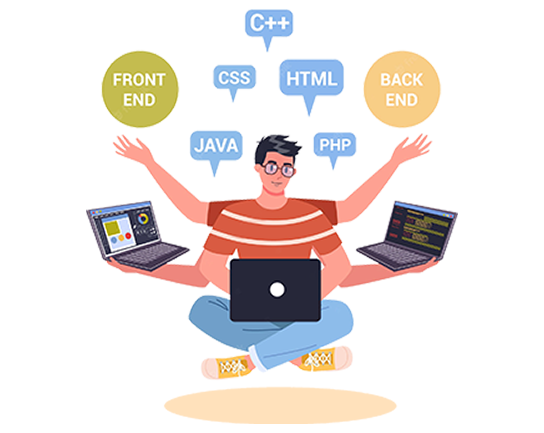 C++
FRONT
END
CSS
HTML
BACK
END
JAVA
PHP